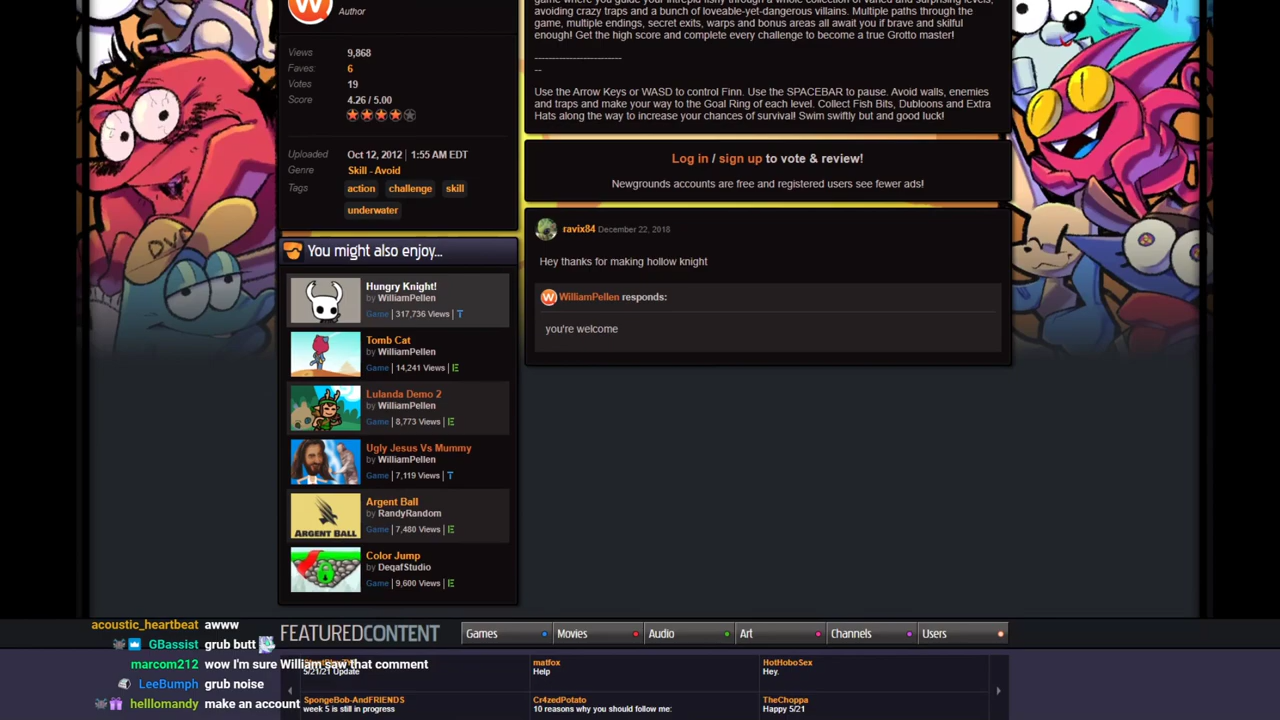 Author
Views 9,868
Faves: 6
Votes 19
Score 4.26 / 5.00
Uploaded Oct 12, 2012 | 1:55 AM EDT
Genre Skill - Avoid
Tags action challenge skill
underwater
You might also enjoy...
Hungry Knight!
by WilliamPellen
Game | 317,736 Views | T
Tomb Cat
by WilliamPellen
Game | 14,241 Views | E
Lulanda Demo 2
by WilliamPellen
Game | 8,773 Views | E
Ugly Jesus Vs Mummy
by WilliamPellen
Game | 7,119 Views | T
ARGENT BALL
Argent Ball
by RandyRandom
Game | 7,480 Views | E
Color Jump
by DeqafStudio
Game | 9,600 Views | E
game where you guide your intrepid fishy through a whole collection of varied and surprising levels,
avoiding crazy traps and a bunch of loveable-yet-dangerous villains. Multiple paths through the
game, multiple endings, secret exits, warps and bonus areas all await you if brave and skilful
enough! Get the high score and complete every challenge to become a true Grotto master!
------------------------
--
Use the Arrow Keys or WASD to control Finn. Use the SPACEBAR to pause. Avoid walls, enemies
and traps and make your way to the Goal Ring of each level. Collect Fish Bits, Dubloons and Extra
Hats along the way to increase your chances of survival! Swim swiftly but and good luck!
Log in / sign up to vote & review!
Newgrounds accounts are free and registered users see fewer ads!
ravix84 December 22, 2018
Hey thanks for making hollow knight
WilliamPellen responds:
you're welcome
acoustic_heartbeat awww
GBassist grub butt
marcom212 wow I'm sure William saw that comment
LeeBumph grub noise
helllomandy make an account
FEATURED CONTENT
Games Movies Audio Art Channels Users
5/21/21 Update
matfox
Help
HotHoboSex
Hey.
SpongeBob-AndFRIENDS
week 5 is still in progress
Cr4zedPotato
10 reasons why you should follow me:
TheChoppa
Happy 5/21